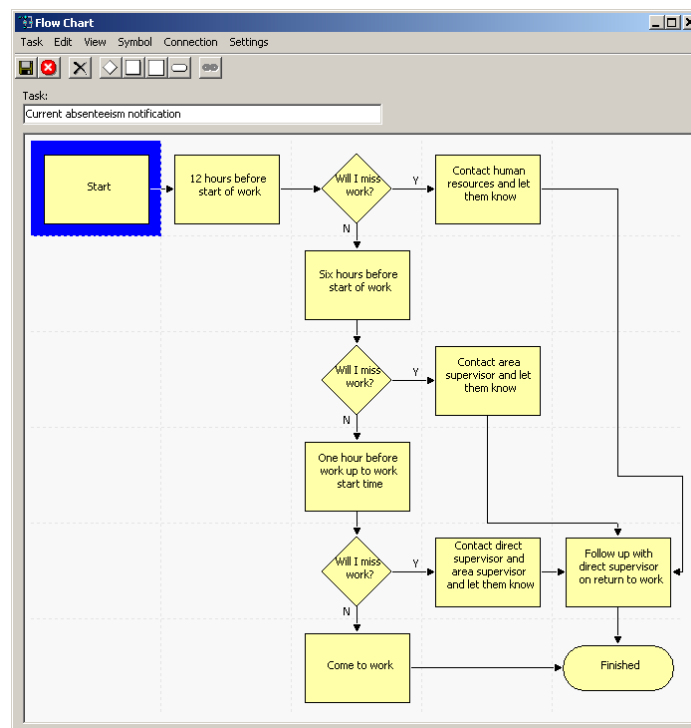 Flow Chart
Task Edit View Symbol Connection Settings
Task:
Current absenteeism notification
Start
12 hours before
start of work
Will I miss
work?
Y
Contact human
resources and let
them know
N
Six hours before
start of work
Will I miss
work?
Y
Contact area
supervisor and let
them know
N
One hour before
work up to work
start time
Will I miss
work?
Y
Contact direct
supervisor and
area supervisor
and let them know
Follow up with
direct supervisor
on return to work
N
Come to work
Finished